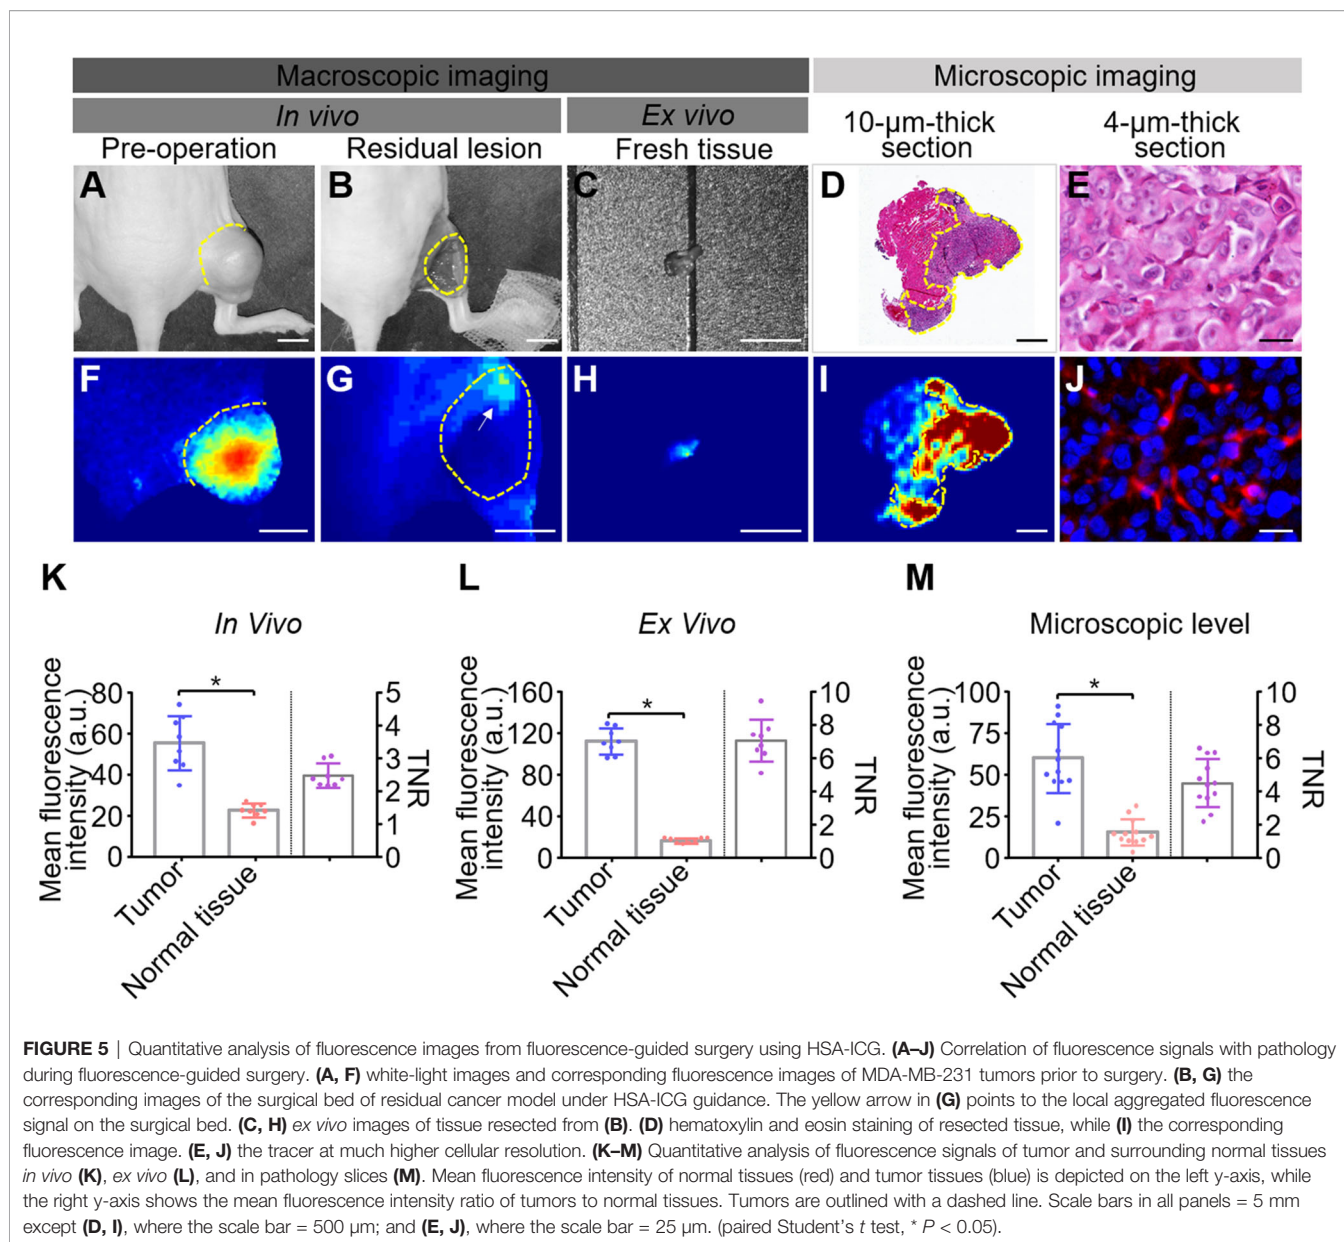 Macroscopic imaging
Microscopic imaging
In vivo
Ex vivo
10-µm-thick
section
4-µm-thick
section
Pre-operation
Residual lesion
Fresh tissue
A
B
C
D
E
F
G
H
I
J
K
L
M
In Vivo
Mean fluorescence
intensity (a.u.)
80
60
40
20
0
*
5
4
3
2
1
0
TNR
Tumor
Normal tissue
Ex Vivo
Mean fluorescence
intensity (a.u.)
160
120
80
40
0
*
10
8
6
4
2
0
TNR
Tumor
Normal tissue
Microscopic level
Mean fluorescence
intensity (a.u.)
100
75
50
25
0
*
10
8
6
4
2
0
TNR
Tumor
Normal tissue
FIGURE 5 | Quantitative analysis of fluorescence images from fluorescence-guided surgery using HSA-ICG. (A–J) Correlation of fluorescence signals with pathology
during fluorescence-guided surgery. (A, F) white-light images and corresponding fluorescence images of MDA-MB-231 tumors prior to surgery. (B, G) the
corresponding images of the surgical bed of residual cancer model under HSA-ICG guidance. The yellow arrow in (G) points to the local aggregated fluorescence
signal on the surgical bed. (C, H) ex vivo images of tissue resected from (B). (D) hematoxylin and eosin staining of resected tissue, while (I) the corresponding
fluorescence image. (E, J) the tracer at much higher cellular resolution. (K–M) Quantitative analysis of fluorescence signals of tumor and surrounding normal tissues
in vivo (K), ex vivo (L), and in pathology slices (M). Mean fluorescence intensity of normal tissues (red) and tumor tissues (blue) is depicted on the left y-axis, while
the right y-axis shows the mean fluorescence intensity ratio of tumors to normal tissues. Tumors are outlined with a dashed line. Scale bars in all panels = 5 mm
except (D, I), where the scale bar = 500 µm; and (E, J), where the scale bar = 25 µm. (paired Student's t test, * P < 0.05).